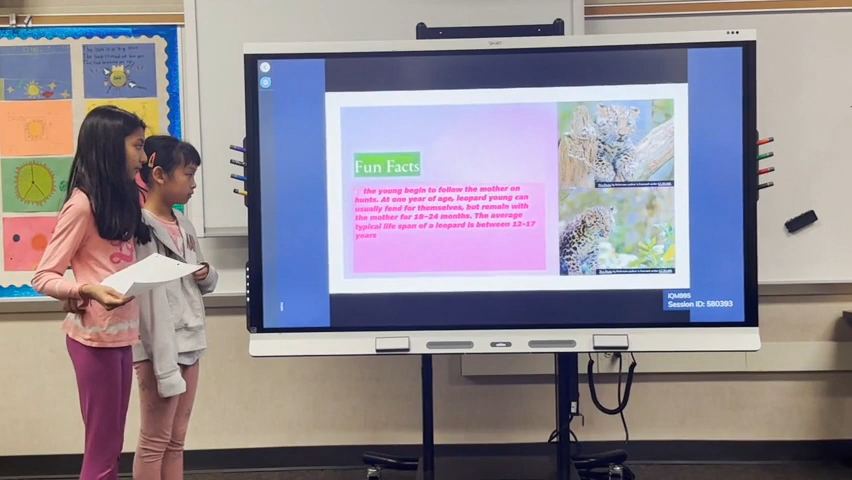 Fun Facts
The young begin to follow the mother on
hunts. At one year of age, leopard young can
usually fend for themselves, but remain with
the mother for 18-24 months. The average
typical life span of a leopard is between 12-17
years
IQM995
Session ID: 580393